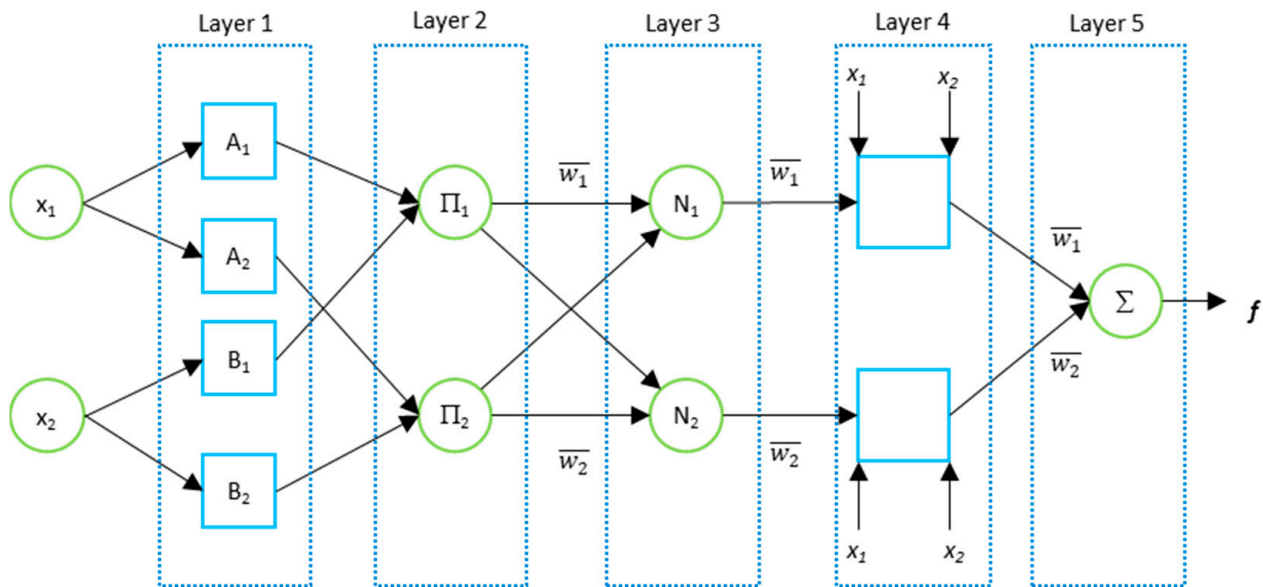 Layer 1 Layer 2 Layer 3 Layer 4 Layer 5
x₁ x₂
A₁
x₁ Π₁ w̅₁ N₁ w̅₁
A₂ w̅₁
Σ f
B₁ w̅₂
x₂ Π₂ N₂
w̅₂ w̅₂
B₂
x₁ x₂